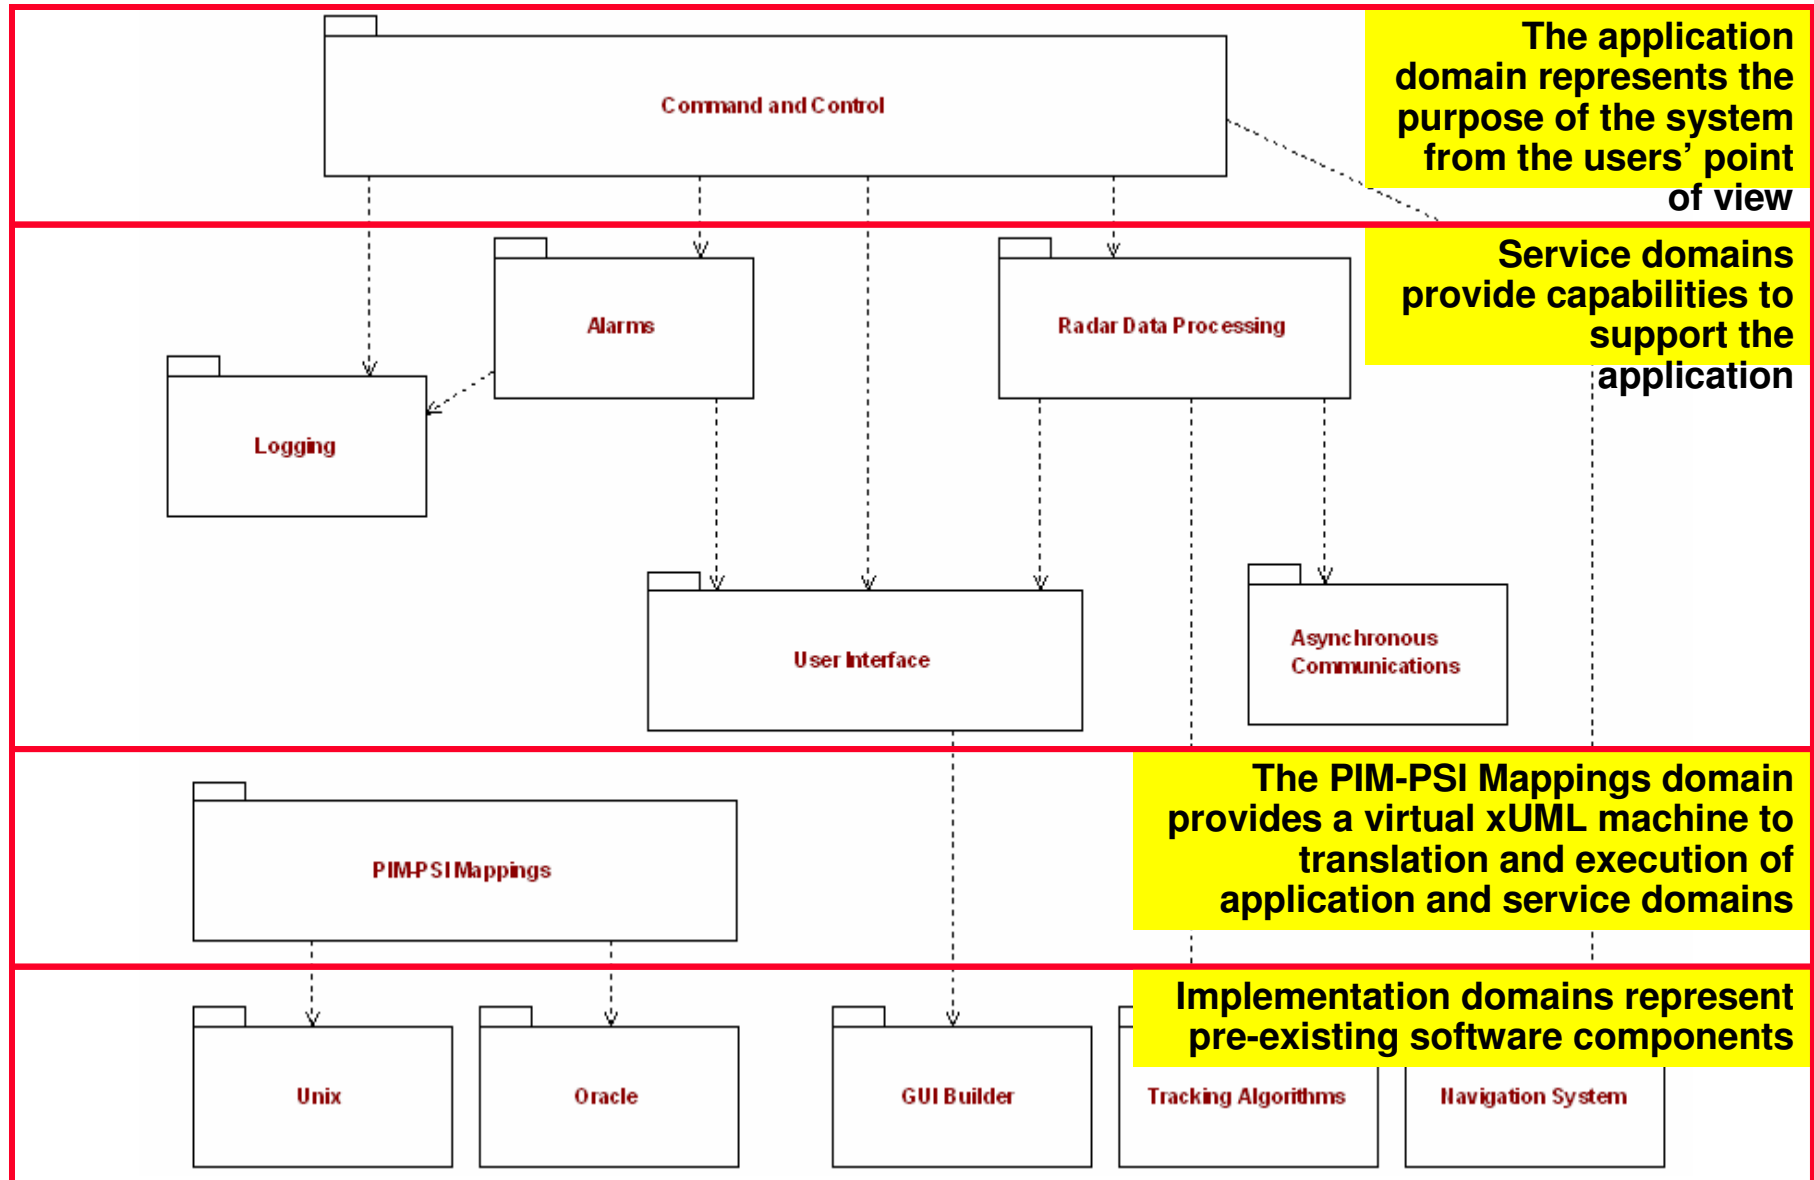 Command and Control
The application
domain represents the
purpose of the system
from the users’ point
of view
Service domains
provide capabilities to
support the
application
Alarms
Radar Data Processing
Logging
User Interface
Asynchronous
Communications
The PIM-PSI Mappings domain
provides a virtual xUML machine to
translation and execution of
application and service domains
PIM-PSI Mappings
Implementation domains represent
pre-existing software components
Unix
Oracle
GUI Builder
Tracking Algorithms
Navigation System